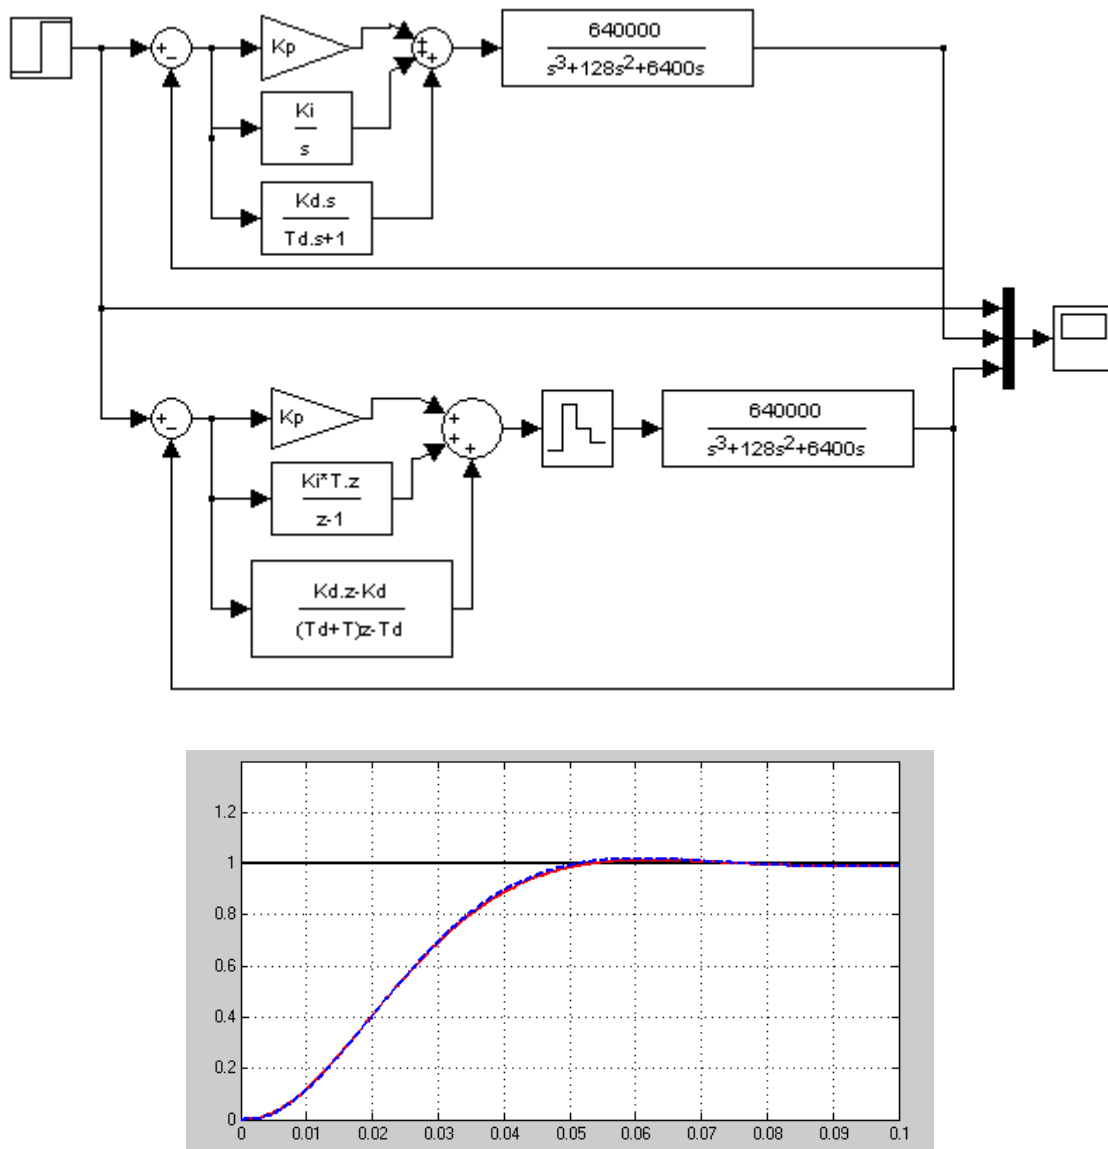 Kp
Ki
s
Kd.s
Td.s+1
640000
s³+128s²+6400s
Kp
Ki*T.z
z-1
Kd.z-Kd
(Td+T)z-Td
640000
s³+128s²+6400s
1.2
1
0.8
0.6
0.4
0.2
0
0 0.01 0.02 0.03 0.04 0.05 0.06 0.07 0.08 0.09 0.1